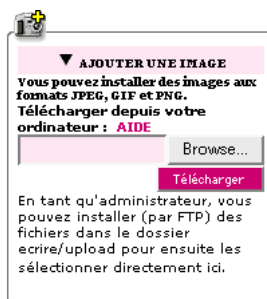 ▼ AJOUTER UNE IMAGE
Vous pouvez installer des images aux
formats JPEG, GIF et PNG.
Télécharger depuis votre
ordinateur : AIDE
Browse...
Télécharger
En tant qu'administrateur, vous
pouvez installer (par FTP) des
fichiers dans le dossier
ecrire/upload pour ensuite les
sélectionner directement ici.